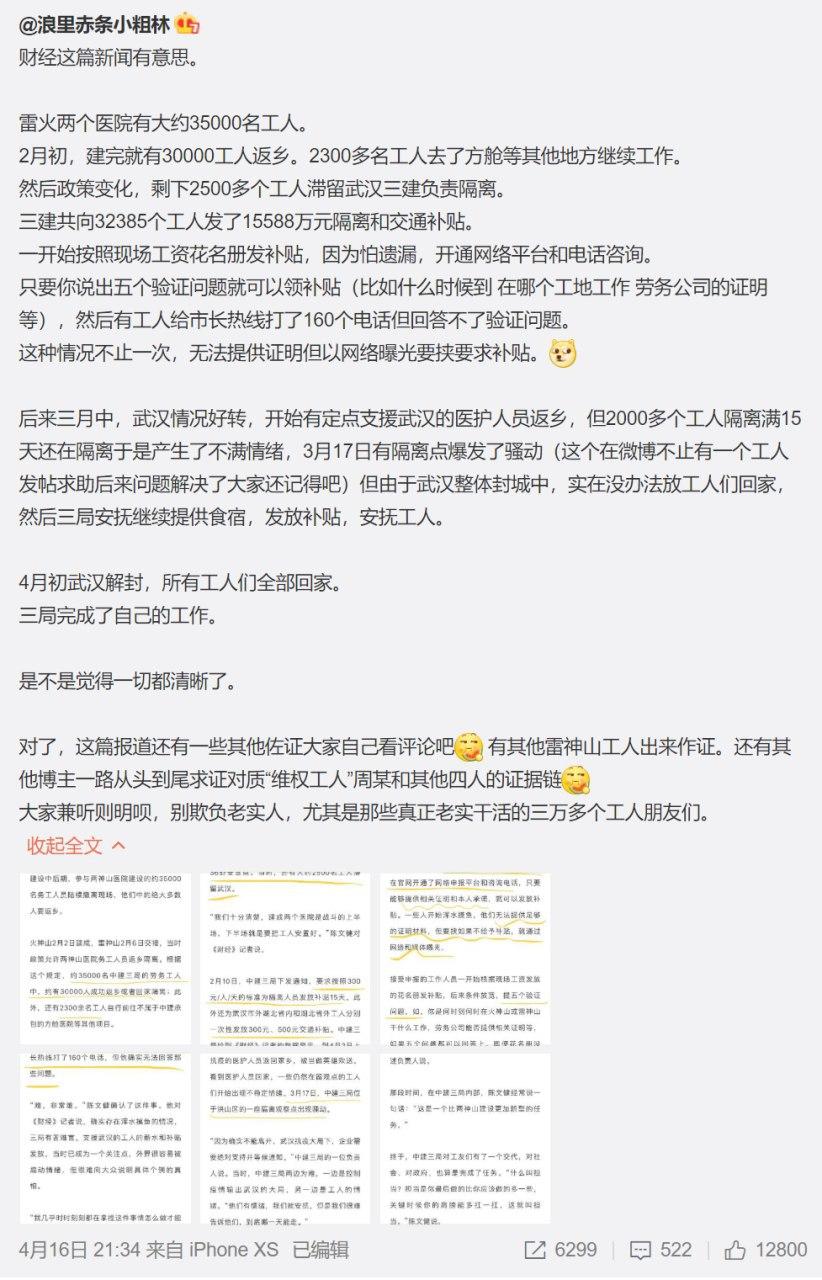 @浪里赤条小粗林
财经这篇新闻有意思。
雷火两个医院有大约35000名工人。
2月初，建完就有30000工人返乡。2300多名工人去了方舱等其他地方继续工作。
然后政策变化，剩下2500多个工人滞留武汉三建负责隔离。
三建共向32385个工人发了15588万元隔离和交通补贴。
一开始按照现场工资花名册发补贴，因为怕遗漏，开通网络平台和电话咨询。
只要你说出五个验证问题就可以领补贴（比如什么时候到 在哪个工地工作 劳务公司的证明
等），然后有工人给市长热线打了160个电话但回答不了验证问题。
这种情况不止一次，无法提供证明但以网络曝光要挟要求补贴。
后来三月中，武汉情况好转，开始有定点支援武汉的医护人员返乡，但2000多个工人隔离满15
天还在隔离于是产生了不满情绪，3月17日有隔离点爆发了骚动（这个在微博不止有一个工人
发帖求助后来问题解决了大家还记得吧）但由于武汉整体封城中，实在没办法放工人们回家，
然后三局安抚继续提供食宿，发放补贴，安抚工人。
4月初武汉解封，所有工人们全部回家。
三局完成了自己的工作。
是不是觉得一切都清晰了。
对了，这篇报道还有一些其他佐证大家自己看评论吧 有其他雷神山工人出来作证。还有其
他博主一路从头到尾求证对质“维权工人”周某和其他四人的证据链
大家兼听则明呗，别欺负老实人，尤其是那些真正老实干活的三万多个工人朋友们。
收起全文
建设中后期，参与两神山医院建设的约35000
名务工人员陆续撤离现场，他们中的绝大多数
人要返乡。
火神山2月2日建成，雷神山2月6日交接，当时
政策允许两神山医院务工人员返乡隔离。根据
这个规定，约35000名中建三局的劳务工人
中，约有30000人成功返乡或者回家隔离；此
外，还有2300余名工人自行前往不属于中建承
包的方舱医院等其他项目。
留武汉。
“我们十分清楚，建成两个医院是战斗的上半
场，下半场就是要把工人安置好。”陈文健对
《财经》记者说。
2月10日，中建三局下发通知，要求按照300
元/人/天的标准为隔离人员发放补贴15天。此
外还为武汉市外湖北省内和湖北省外工人分别
一次性发放300元、500元交通补贴。中建三
在官网开通了网络申报平台和咨询电话，只要
能够提供相关证明和本人承诺，就可以发放补
贴。一些人开始浑水摸鱼，他们无法提供足够
的证明材料，但要挟如果不给予补贴，就通过
网络和媒体曝光。
接受申报的工作人员一开始依据现场工资发放
的花名册发补贴，后来条件放宽，提五个验证
问题，如，你是何时到何在火神山或雷神山
干什么工作，劳务公司能否提供相关证明等，
如果五个问题都可以回答上，即便花名册没
长热线打了160个电话，但依确实无法回答那
些问题。
“难，非常难。”陈文健确认了这件事。他对
《财经》记者说，确实存在浑水摸鱼的情况，
三局有苦难言。支援武汉的工人的薪水和补贴
发放，当时已成为一个关注点，外界很容易被
煽动情绪，但很难向大众说明具体个例的真
相。
“我几乎时时刻刻都在拿捏这件事情怎么做才能
抗疫的医护人员返回家乡，被当做英雄欢送。
看到医护人员回家，一些仍然在留观点的工人
们开始出现不稳定情绪。3月17日，中建三局位
于洪山区的一座隔离观察点出现骚动。
“因为确实不能离开，武汉抗疫大局下，企业需
要绝对支持并等候通知。”中建三局的一位负责
人说。当时，中建三局两边为难，一边是控制
疫情输出武汉的大局，另一边是工人的情
绪。“他们有情绪，我们就安抚，但是我们很难
告诉他们，到底哪一天能走。”
述负责人说。
那段时间，在中建三局内部，陈文健经常说一
句话：“这是一个比两神山建设更加艰巨的任
务。”
终于，中建三局对工友们有了一个交代，对社
会、对政府，也算是完成了任务。“什么叫担
当？担当是你最后做的比你应该做的多一些，
关键时候你的肩膀能多扛一扛，这就叫担
当。”陈文健说。
4月16日 21:34 来自 iPhone XS 已编辑
6299 522 12800